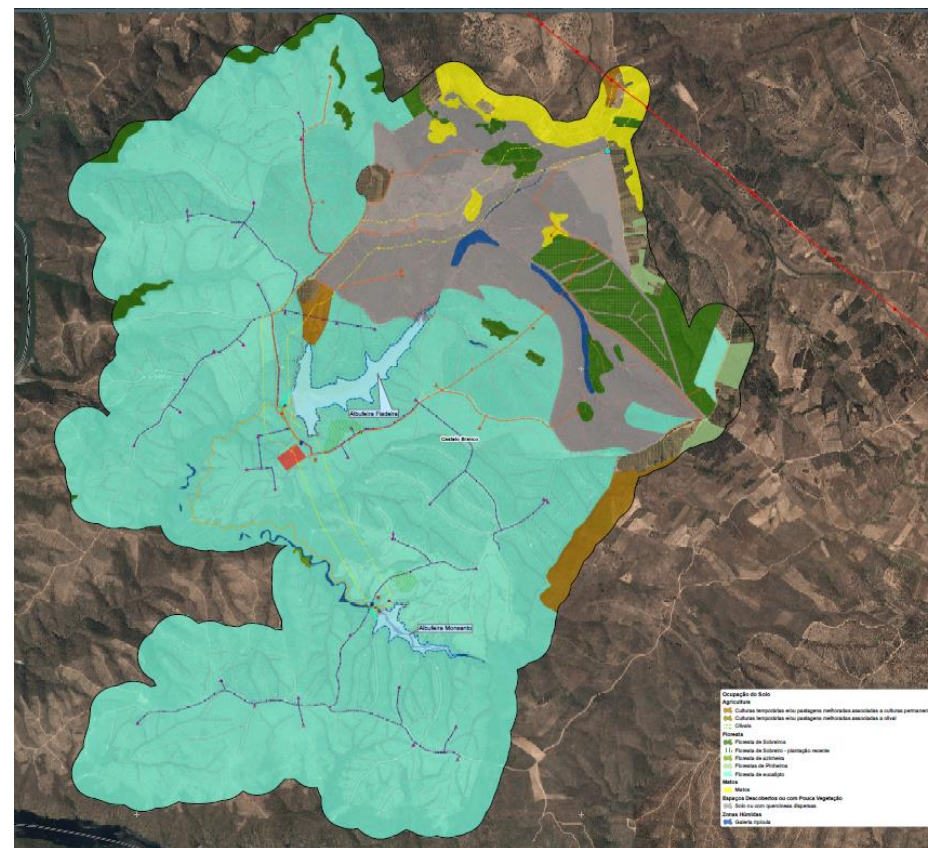 Albufeira Fiadeira
Castelo Branco
Albufeira Monsanto
Ocupação do Solo
Agricultura
Culturas temporárias e/ou pastagens melhoradas associadas a culturas permanen
Culturas temporárias e/ou pastagens melhoradas associadas a olival
Olivais
Floresta
Floresta de Sobreiros
Floresta de Sobreiro - plantação recente
Floresta de azinheira
Florestas de Pinheiros
Floresta de eucalipto
Matos
Matos
Espaços Descobertos ou com Pouca Vegetação
Solo nu com quercíneas dispersas
Zonas Húmidas
Galeria ripícola